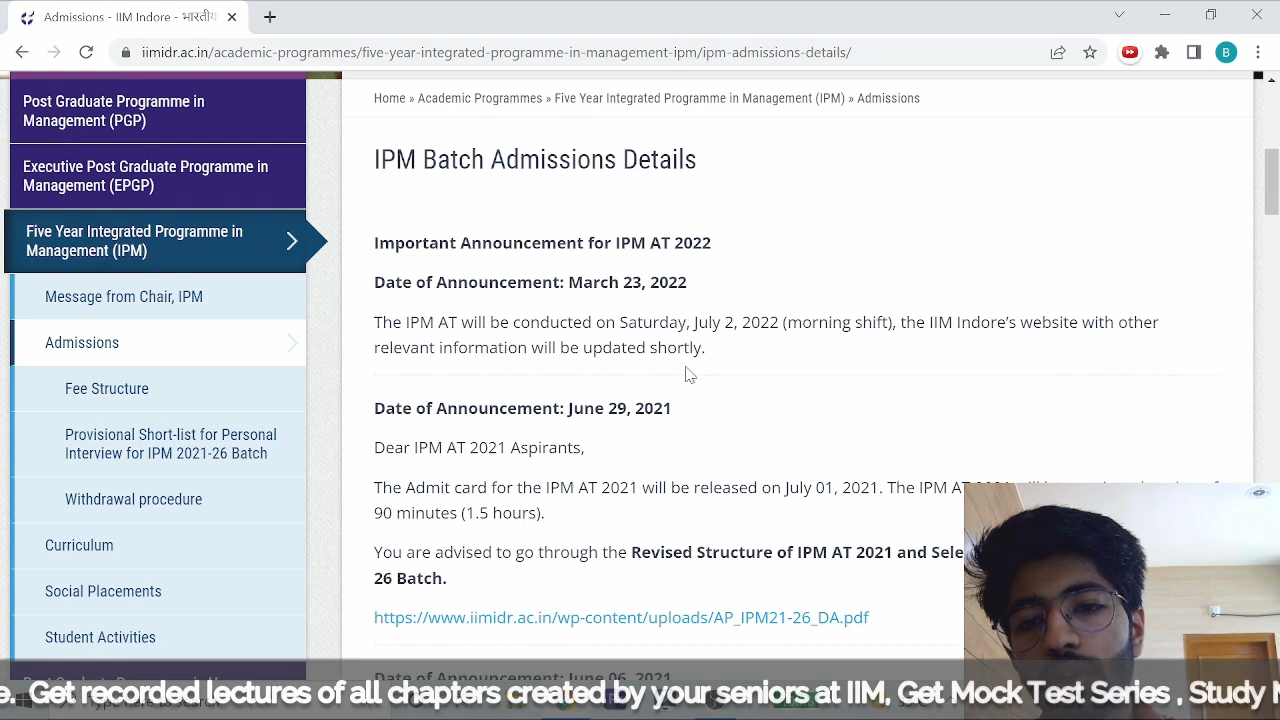 Admissions - IIM Indore - भारतीय
iimidr.ac.in/academic-programmes/five-year-integrated-programme-in-management-ipm/ipm-admissions-details/
B
Post Graduate Programme in
Management (PGP)
Executive Post Graduate Programme in
Management (EPGP)
Five Year Integrated Programme in
Management (IPM)
Message from Chair, IPM
Admissions
Fee Structure
Provisional Short-list for Personal
Interview for IPM 2021-26 Batch
Withdrawal procedure
Curriculum
Social Placements
Student Activities
Home » Academic Programmes » Five Year Integrated Programme in Management (IPM) » Admissions
IPM Batch Admissions Details
Important Announcement for IPM AT 2022
Date of Announcement: March 23, 2022
The IPM AT will be conducted on Saturday, July 2, 2022 (morning shift), the IIM Indore's website with other
relevant information will be updated shortly.
Date of Announcement: June 29, 2021
Dear IPM AT 2021 Aspirants,
The Admit card for the IPM AT 2021 will be released on July 01, 2021. The IPM
90 minutes (1.5 hours).
You are advised to go through the Revised Structure of IPM AT 2021 and
26 Batch.
https://www.iimidr.ac.in/wp-content/uploads/AP_IPM21-26_DA.pdf
Date of Announcement: June 06, 2021
e. Get recorded lectures of all chapters created by your seniors at IIM, Get Mock Test Series , Study